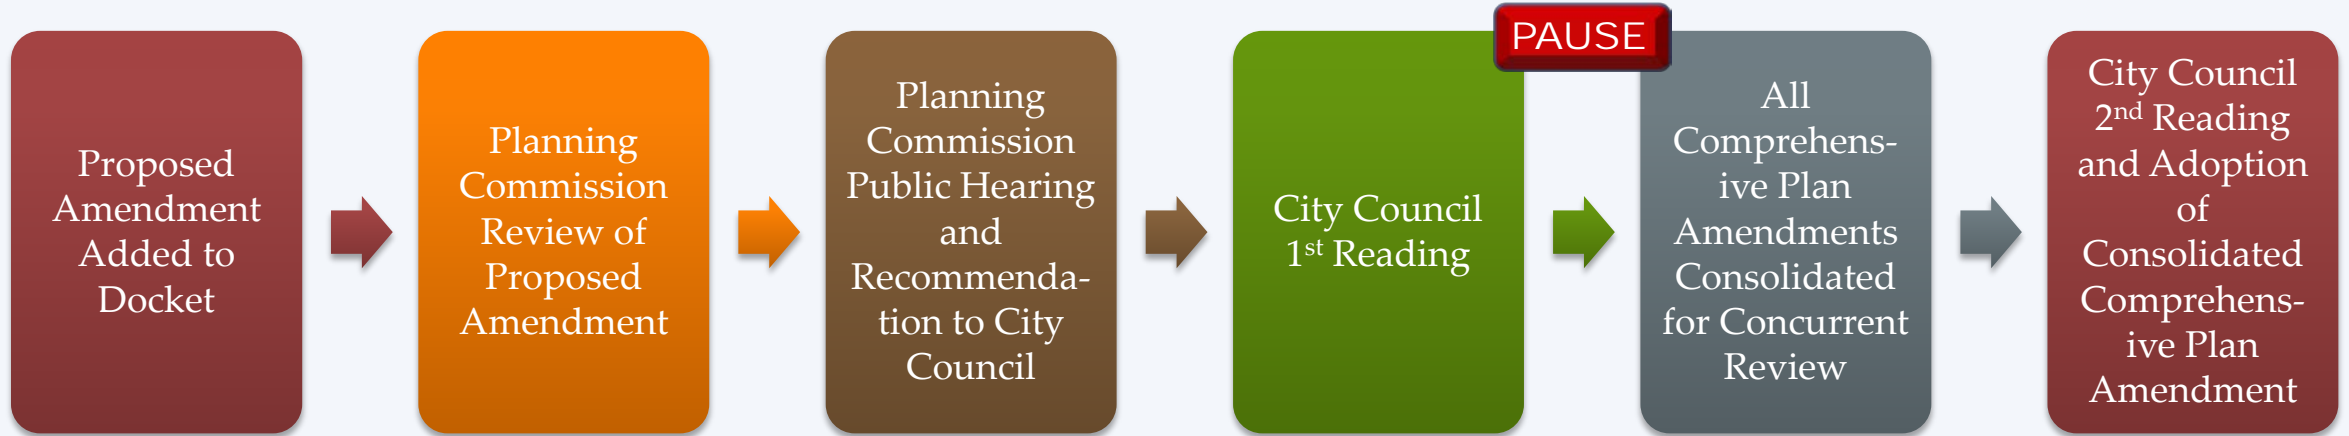 Proposed
Amendment
Added to
Docket
Planning
Commission
Review of
Proposed
Amendment
Planning
Commission
Public Hearing
and
Recommenda-
tion to City
Council
City Council
1st Reading
PAUSE
All
Comprehens-
ive Plan
Amendments
Consolidated
for Concurrent
Review
City Council
2nd Reading
and Adoption
of
Consolidated
Comprehens-
ive Plan
Amendment